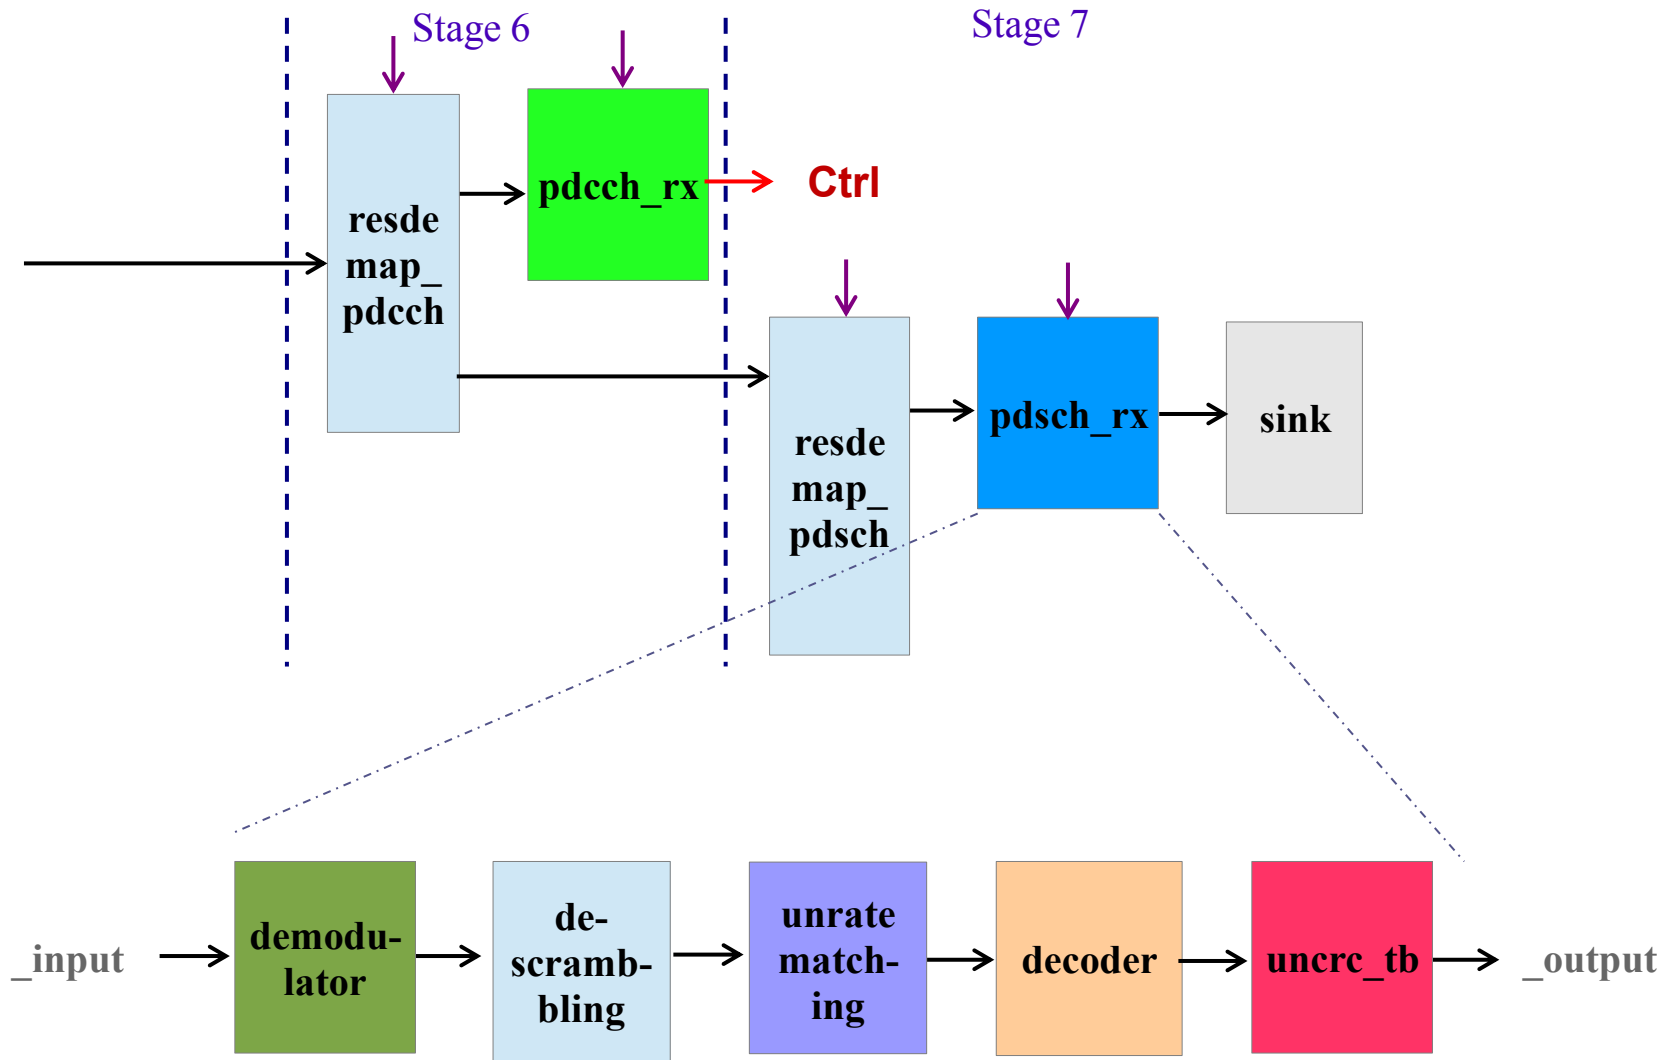 Stage 6
Stage 7
resde
map_
pdcch
pdcch_rx
Ctrl
resde
map_
pdsch
pdsch_rx
sink
_input
demodu-
lator
de-
scramb-
bling
unrate
match-
ing
decoder
uncrc_tb
_output